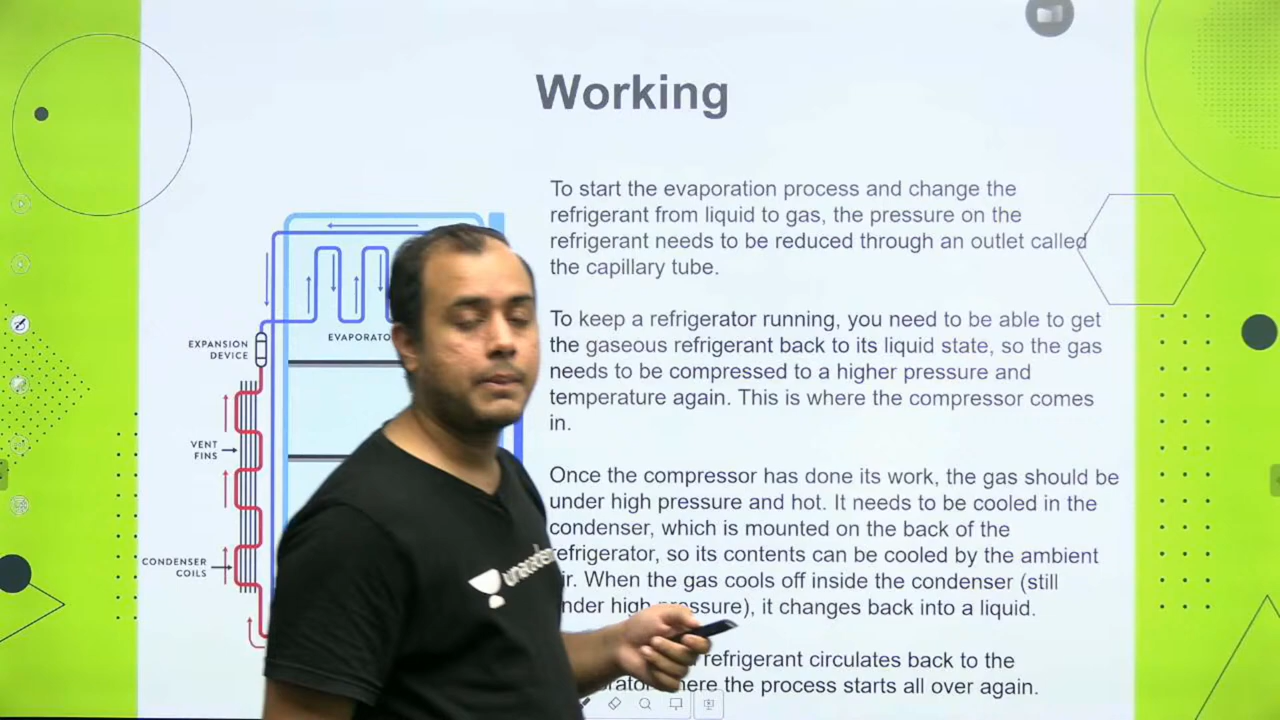 Working
To start the evaporation process and change the
refrigerant from liquid to gas, the pressure on the
refrigerant needs to be reduced through an outlet called
the capillary tube.
To keep a refrigerator running, you need to be able to get
the gaseous refrigerant back to its liquid state, so the gas
needs to be compressed to a higher pressure and
temperature again. This is where the compressor comes
in.
Once the compressor has done its work, the gas should be
under high pressure and hot. It needs to be cooled in the
condenser, which is mounted on the back of the
refrigerator, so its contents can be cooled by the ambient
When the gas cools off inside the condenser (still
high pressure), it changes back into a liquid.
refrigerant circulates back to the
where the process starts all over again.
EXPANSION
DEVICE
VENT
FINS
CONDENSER
COILS